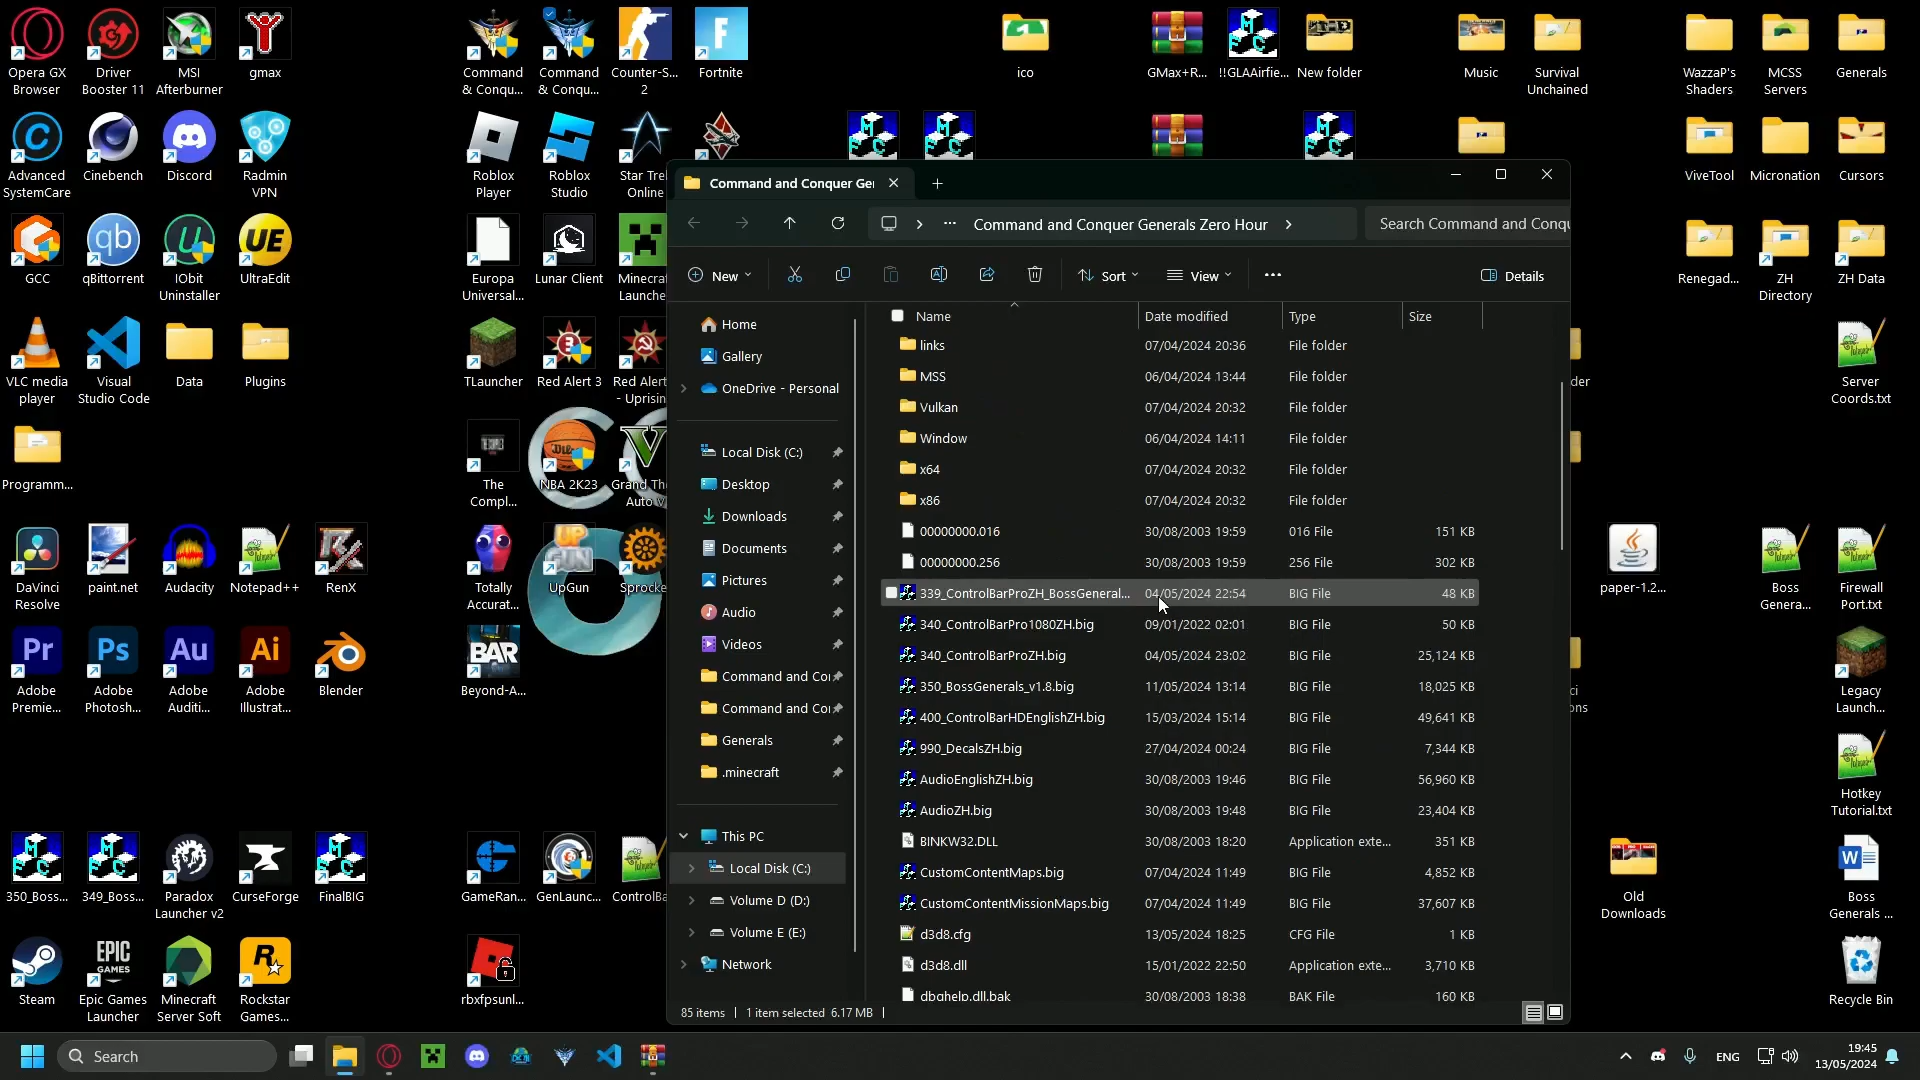 Opera GX
Browser
Driver
Booster 11
MSI
Afterburner
gmax
Command
& Conqu...
Command
& Conqu...
Counter-S...
2
Fortnite
ico
GMax+R...
!!GLAAirfie...
New folder
Music
Survival
Unchained
WazzaP's
Shaders
MCSS
Servers
Generals
Advanced
SystemCare
Cinebench
Discord
Radmin
VPN
Roblox
Player
Roblox
Studio
Star Tre
Online
ViveTool
Micronation
Cursors
GCC
qBittorrent
IObit
Uninstaller
UltraEdit
Europa
Universal...
Lunar Client
Minecra
Launche
Renegad...
ZH
Directory
ZH Data
VLC media
player
Visual
Studio Code
Data
Plugins
TLauncher
Red Alert 3
Red Alert
- Uprisin
der
Server
Coords.txt
Programm...
The
Compl...
NBA 2K23
Grand The
Auto V
DaVinci
Resolve
paint.net
Audacity
Notepad++
RenX
Totally
Accurat...
UpGun
Sprocke
paper-1.2...
Boss
Genera...
Firewall
Port.txt
Adobe
Premie...
Adobe
Photosh...
Adobe
Auditi...
Adobe
Illustrat...
Blender
Beyond-A...
ci
ons
Legacy
Launch...
Hotkey
Tutorial.txt
350_Boss...
349_Boss...
Paradox
Launcher v2
CurseForge
FinalBIG
GameRan...
GenLaunc...
ControlBa
Old
Downloads
Boss
Generals ...
Steam
Epic Games
Launcher
Minecraft
Server Soft
Rockstar
Games...
rbxfpsunl...
Recycle Bin
Command and Conquer Ger
Command and Conquer Generals Zero Hour
Search Command and Conqu
New
Sort
View
Details
Home
Gallery
OneDrive - Personal
Local Disk (C:)
Desktop
Downloads
Documents
Pictures
Audio
Videos
Command and Co
Command and Co
Generals
.minecraft
This PC
Local Disk (C:)
Volume D (D:)
Volume E (E:)
Network
Name Date modified Type Size
links 07/04/2024 20:36 File folder
MSS 06/04/2024 13:44 File folder
Vulkan 07/04/2024 20:32 File folder
Window 06/04/2024 14:11 File folder
x64 07/04/2024 20:32 File folder
x86 07/04/2024 20:32 File folder
00000000.016 30/08/2003 19:59 016 File 151 KB
00000000.256 30/08/2003 19:59 256 File 302 KB
339_ControlBarProZH_BossGeneral... 04/05/2024 22:54 BIG File 48 KB
340_ControlBarPro1080ZH.big 09/01/2022 02:01 BIG File 50 KB
340_ControlBarProZH.big 04/05/2024 23:02 BIG File 25,124 KB
350_BossGenerals_v1.8.big 11/05/2024 13:14 BIG File 18,025 KB
400_ControlBarHDEnglishZH.big 15/03/2024 15:14 BIG File 49,641 KB
990_DecalsZH.big 27/04/2024 00:24 BIG File 7,344 KB
AudioEnglishZH.big 30/08/2003 19:46 BIG File 56,960 KB
AudioZH.big 30/08/2003 19:48 BIG File 23,404 KB
BINKW32.DLL 30/08/2003 18:20 Application exte... 351 KB
CustomContentMaps.big 07/04/2024 11:49 BIG File 4,852 KB
CustomContentMissionMaps.big 07/04/2024 11:49 BIG File 37,607 KB
d3d8.cfg 13/05/2024 18:25 CFG File 1 KB
d3d8.dll 15/01/2022 22:50 Application exte... 3,710 KB
dbghelp.dll.bak 30/08/2003 18:38 BAK File 160 KB
85 items 1 item selected 6.17 MB
Search
ENG
19:45
13/05/2024